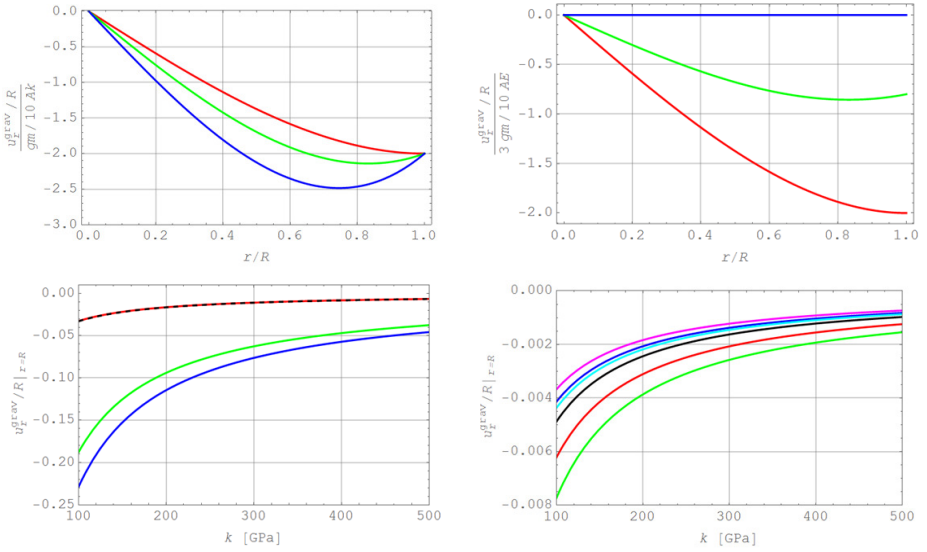 0.0
-0.5
-1.0
-1.5
-2.0
-2.5
-3.0
u_r^grav / R
gm / 10 Ak
0.0 0.2 0.4 0.6 0.8 1.0
r/R
0.0
-0.5
-1.0
-1.5
-2.0
u_r^grav / R
3 gm / 10 AE
0.0 0.2 0.4 0.6 0.8 1.0
r/R
0.00
-0.05
-0.10
-0.15
-0.20
-0.25
u_r^grav/R|r=R
100 200 300 400 500
k [GPa]
0.000
-0.002
-0.004
-0.006
-0.008
u_r^grav/R|r=R
100 200 300 400 500
k [GPa]